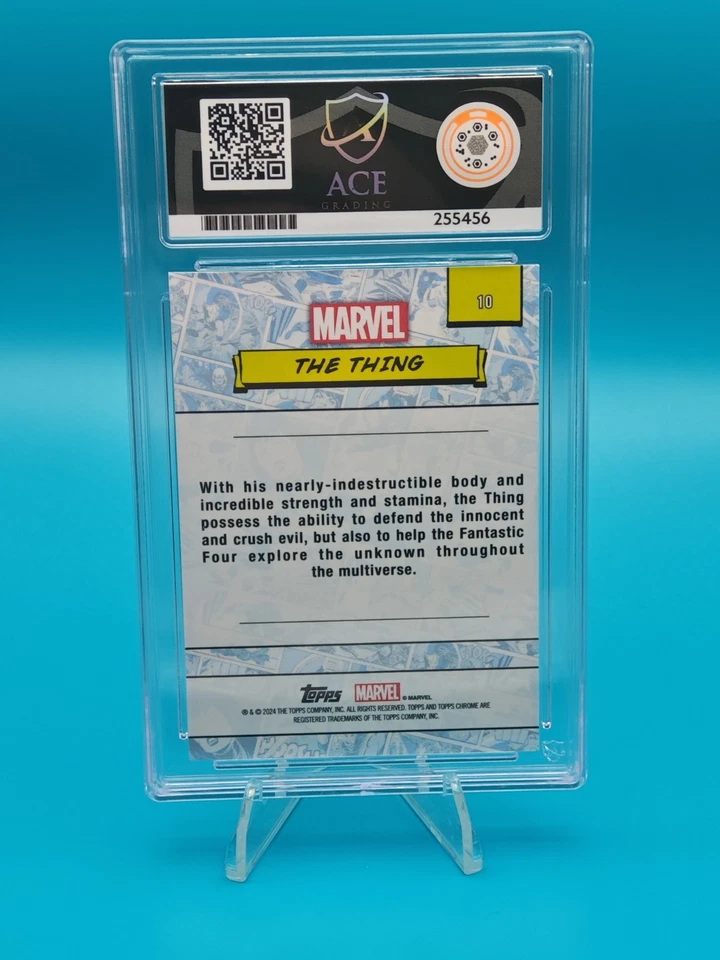 ACE
GRADING
255456
10
MARVEL
THE THING
With his nearly-indestructible body and
incredible strength and stamina, the Thing
possess the ability to defend the innocent
and crush evil, but also to help the Fantastic
Four explore the unknown throughout
the multiverse.
topps MARVEL © MARVEL
® & © 2024 THE TOPPS COMPANY, INC. ALL RIGHTS RESERVED. TOPPS AND TOPPS CHROME ARE
REGISTERED TRADEMARKS OF THE TOPPS COMPANY, INC.